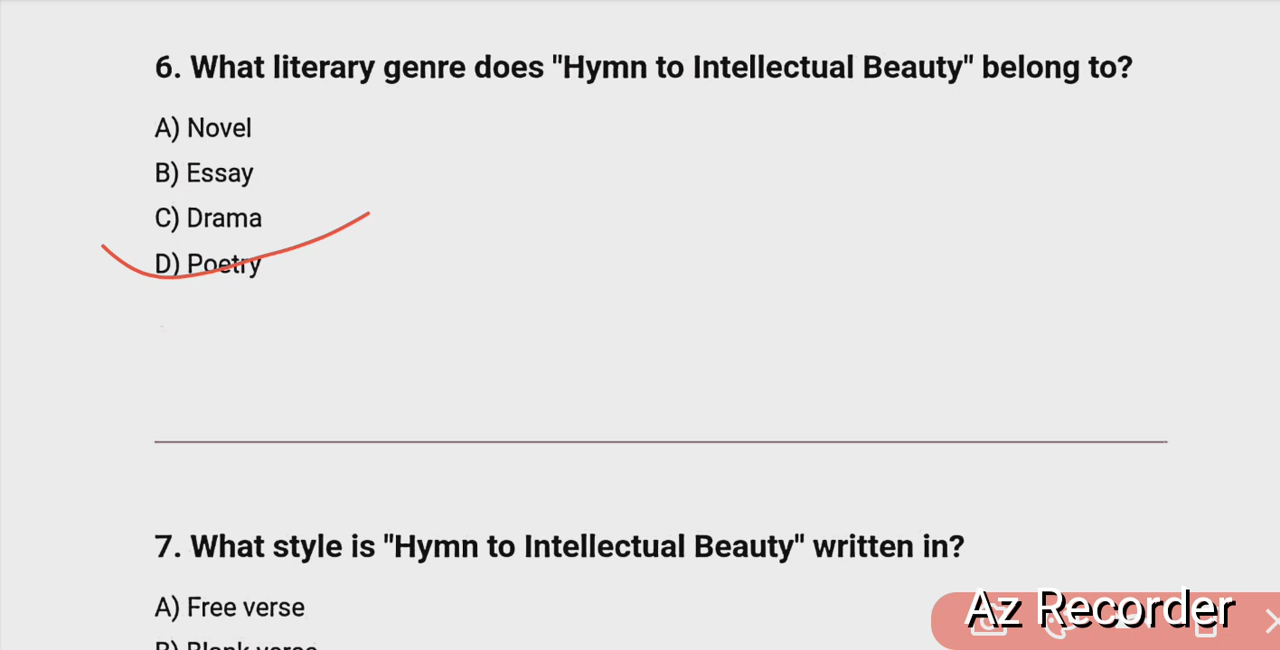 6. What literary genre does "Hymn to Intellectual Beauty" belong to?
A) Novel
B) Essay
C) Drama
D) Poetry
7. What style is "Hymn to Intellectual Beauty" written in?
A) Free verse
B) Blank verse
Az Recorder